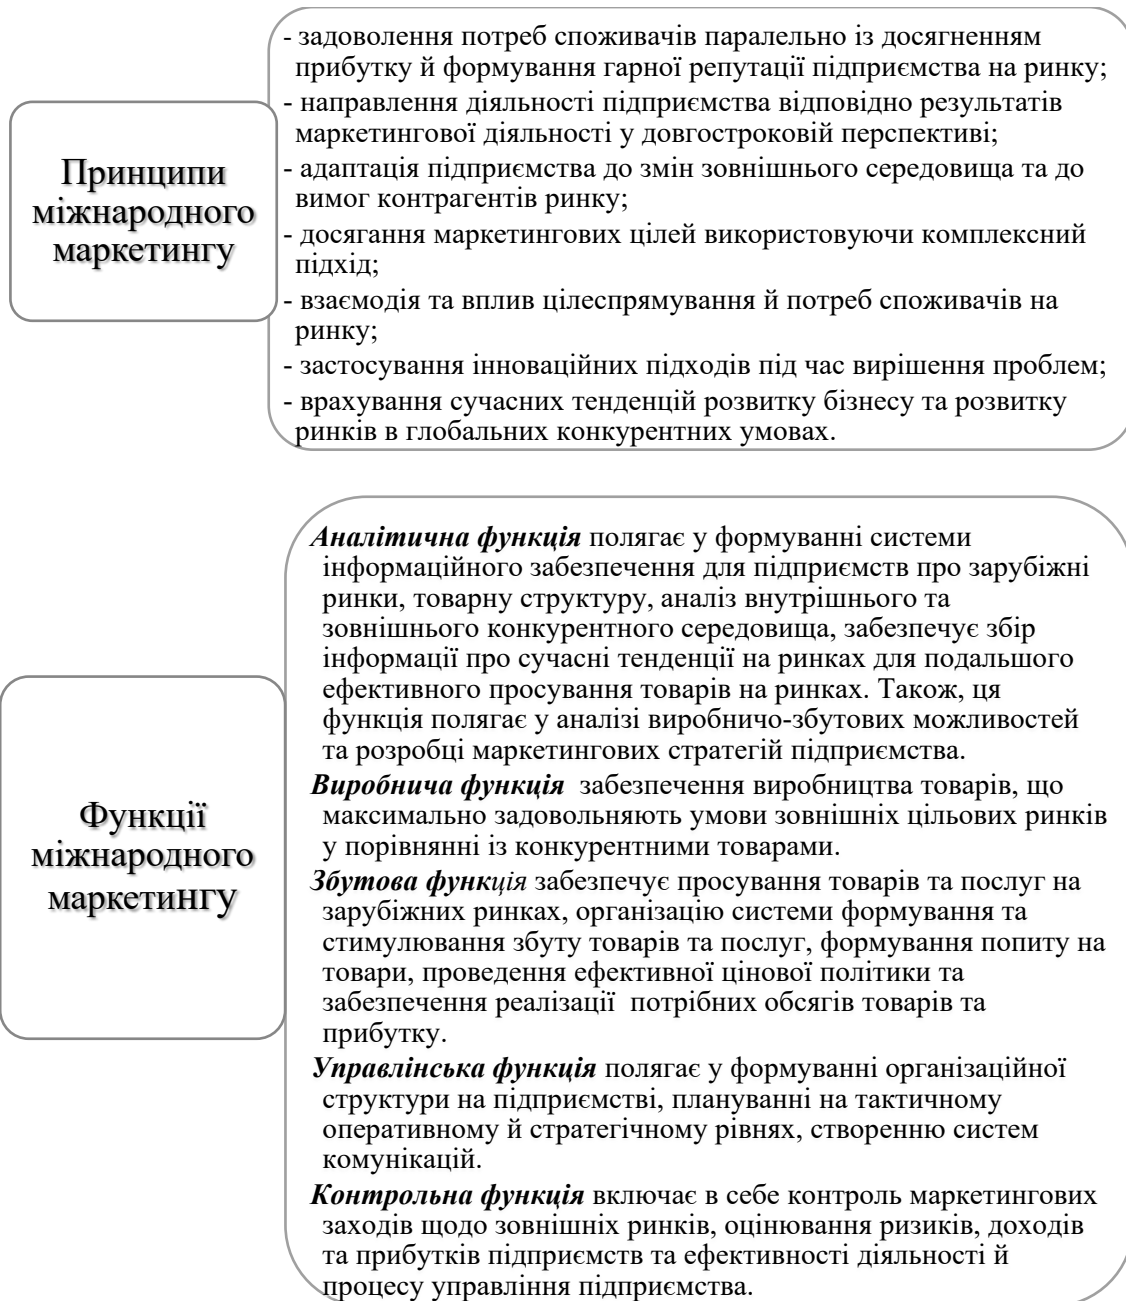 - задоволення потреб споживачів паралельно із досягненням
прибутку й формування гарної репутації підприємства на ринку;
- направлення діяльності підприємства відповідно результатів
маркетингової діяльності у довгостроковій перспективі;
- адаптація підприємства до змін зовнішнього середовища та до
вимог контрагентів ринку;
- досягання маркетингових цілей використовуючи комплексний
підхід;
- взаємодія та вплив цілеспрямування й потреб споживачів на
ринку;
- застосування інноваційних підходів під час вирішення проблем;
- врахування сучасних тенденцій розвитку бізнесу та розвитку
ринків в глобальних конкурентних умовах.
Принципи
міжнародного
маркетингу
Аналітична функція полягає у формуванні системи
інформаційного забезпечення для підприємств про зарубіжні
ринки, товарну структуру, аналіз внутрішнього та
зовнішнього конкурентного середовища, забезпечує збір
інформації про сучасні тенденції на ринках для подальшого
ефективного просування товарів на ринках. Також, ця
функція полягає у аналізі виробничо-збутових можливостей
та розробці маркетингових стратегій підприємства.
Виробнича функція забезпечення виробництва товарів, що
максимально задовольняють умови зовнішніх цільових ринків
у порівнянні із конкурентними товарами.
Збутова функція забезпечує просування товарів та послуг на
зарубіжних ринках, організацію системи формування та
стимулювання збуту товарів та послуг, формування попиту на
товари, проведення ефективної цінової політики та
забезпечення реалізації потрібних обсягів товарів та
прибутку.
Управлінська функція полягає у формуванні організаційної
структури на підприємстві, плануванні на тактичному
оперативному й стратегічному рівнях, створенню систем
комунікацій.
Контрольна функція включає в себе контроль маркетингових
заходів щодо зовнішніх ринків, оцінювання ризиків, доходів
та прибутків підприємств та ефективності діяльності й
процесу управління підприємства.
Функції
міжнародного
маркетингу